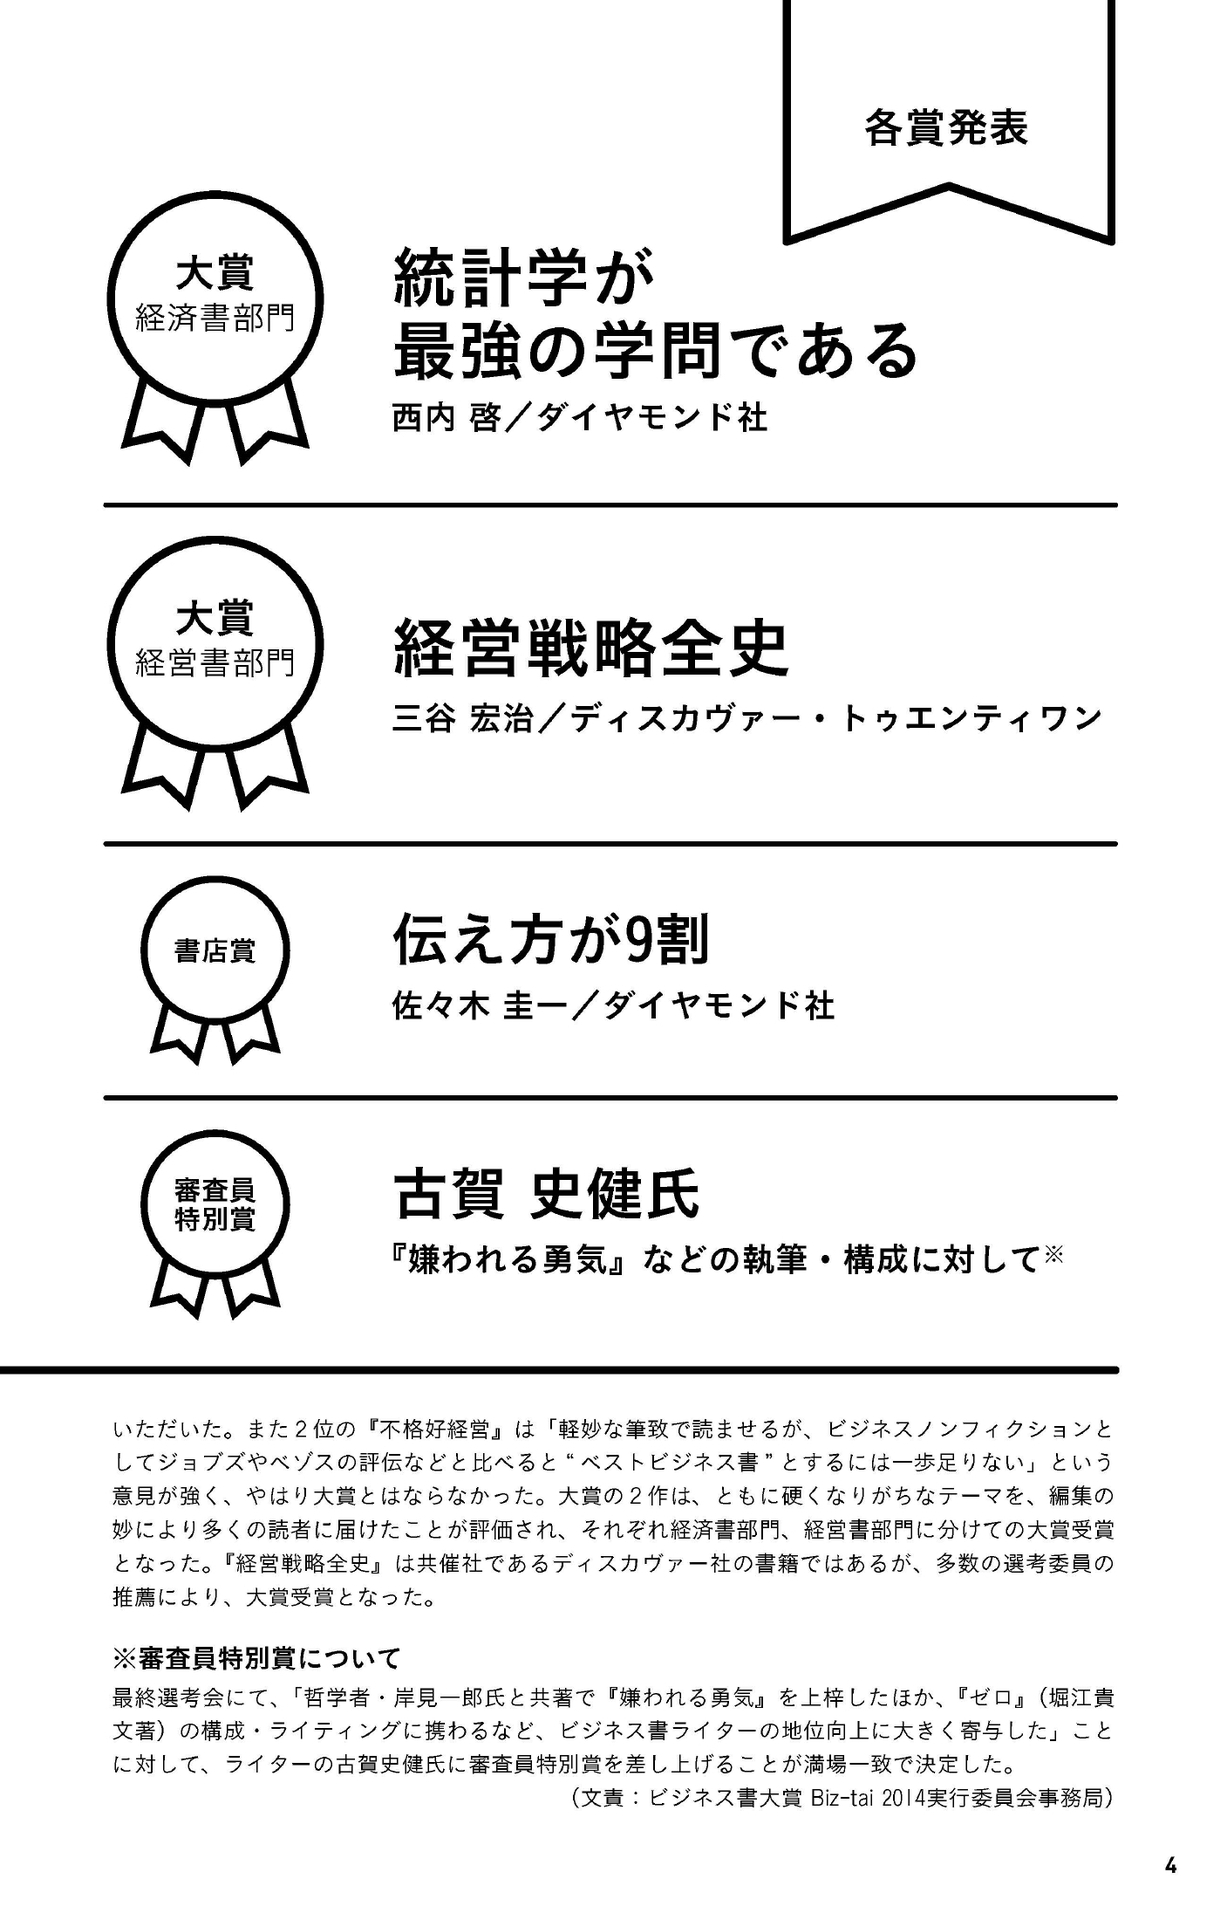 各賞発表
大賞
経済書部門
統計学が
最強の学問である
西内 啓／ダイヤモンド社
大賞
経営書部門
経営戦略全史
三谷 宏治／ディスカヴァー・トゥエンティワン
書店賞
伝え方が9割
佐々木 圭一／ダイヤモンド社
審査員
特別賞
古賀 史健氏
『嫌われる勇気』などの執筆・構成に対して※
いただいた。また２位の『不格好経営』は「軽妙な筆致で読ませるが、ビジネスノンフィクションと
してジョブズやベゾスの評伝などと比べると“ベストビジネス書”とするには一歩足りない」という
意見が強く、やはり大賞とはならなかった。大賞の２作は、ともに硬くなりがちなテーマを、編集の
妙により多くの読者に届けたことが評価され、それぞれ経済書部門、経営書部門に分けての大賞受賞
となった。『経営戦略全史』は共催社であるディスカヴァー社の書籍ではあるが、多数の選考委員の
推薦により、大賞受賞となった。
※審査員特別賞について
最終選考会にて、「哲学者・岸見一郎氏と共著で『嫌われる勇気』を上梓したほか、『ゼロ』（堀江貴
文著）の構成・ライティングに携わるなど、ビジネス書ライターの地位向上に大きく寄与した」こと
に対して、ライターの古賀史健氏に審査員特別賞を差し上げることが満場一致で決定した。
（文責：ビジネス書大賞 Biz-tai 2014実行委員会事務局）
4